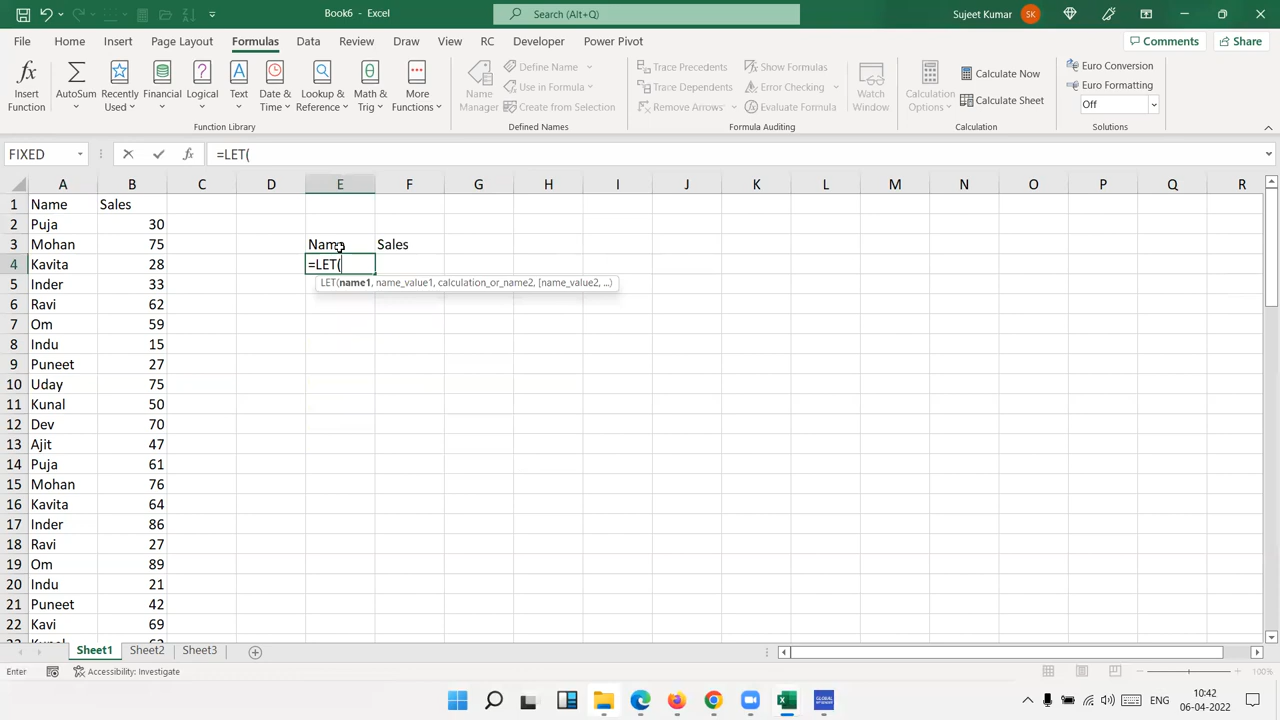 Book6 - Excel
Search (Alt+Q)
Sujeet Kumar SK
File Home Insert Page Layout Formulas Data Review View RC Developer Help Power Pivot
Comments Share
Insert Function
AutoSum
Recently Used
Financial
Logical
Text
Date & Time
Lookup & Reference
Math & Trig
More Functions
Function Library
Name Manager
Define Name
Use in Formula
Create from Selection
Defined Names
Trace Precedents
Trace Dependents
Remove Arrows
Show Formulas
Error Checking
Evaluate Formula
Formula Auditing
Watch Window
Calculation Options
Calculate Now
Calculate Sheet
Calculation
Euro Conversion
Euro Formatting
Off
Solutions
FIXED fx =LET(
A B C D E F G H I J K L M N O P Q R
1 Name Sales
2 Puja 30
3 Mohan 75 Name Sales
4 Kavita 28 =LET(
LET(name1, name_value1, calculation_or_name2, [name_value2, ...)
5 Inder 33
6 Ravi 62
7 Om 59
8 Indu 15
9 Puneet 27
10 Uday 75
11 Kunal 50
12 Dev 70
13 Ajit 47
14 Puja 61
15 Mohan 76
16 Kavita 64
17 Inder 86
18 Ravi 27
19 Om 89
20 Indu 21
21 Puneet 42
22 Kavi 69
Sheet1 Sheet2 Sheet3
Enter Accessibility: Investigate 100%
ENG 10:42
06-04-2022